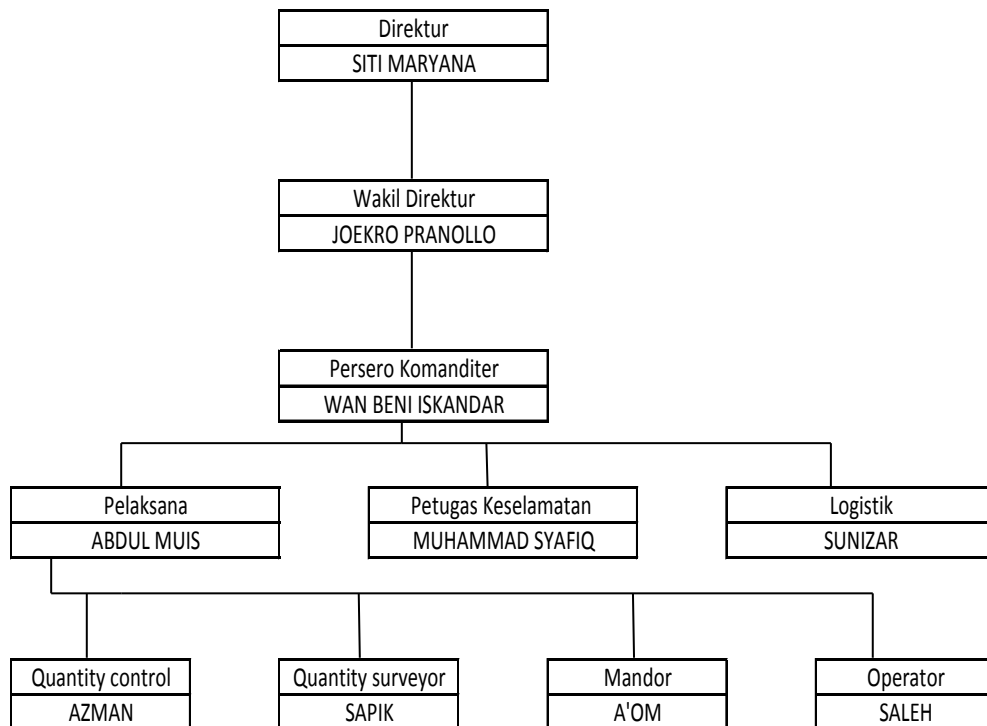 Direktur
SITI MARYANA
Wakil Direktur
JOEKRO PRANOLLO
Persero Komanditer
WAN BENI ISKANDAR
Pelaksana
ABDUL MUIS
Petugas Keselamatan
MUHAMMAD SYAFIQ
Logistik
SUNIZAR
Quantity control
AZMAN
Quantity surveyor
SAPIK
Mandor
A'OM
Operator
SALEH